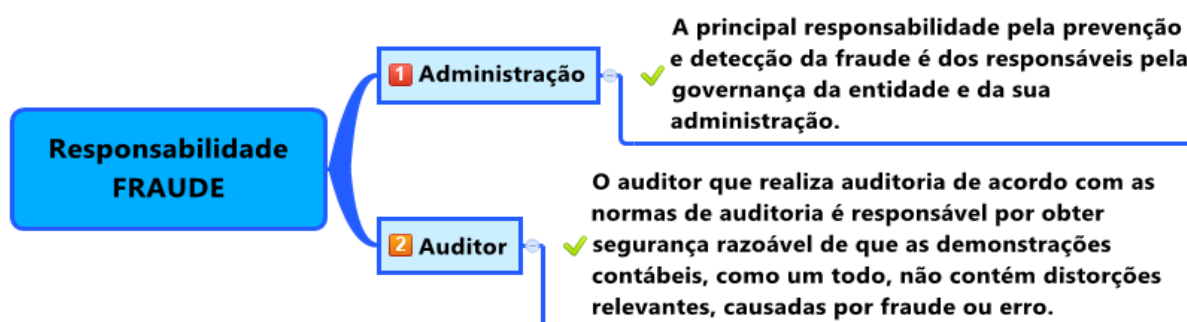 Responsabilidade
FRAUDE
1 Administração
A principal responsabilidade pela prevenção
e detecção da fraude é dos responsáveis pela
governança da entidade e da sua
administração.
2 Auditor
O auditor que realiza auditoria de acordo com as
normas de auditoria é responsável por obter
segurança razoável de que as demonstrações
contábeis, como um todo, não contém distorções
relevantes, causadas por fraude ou erro.